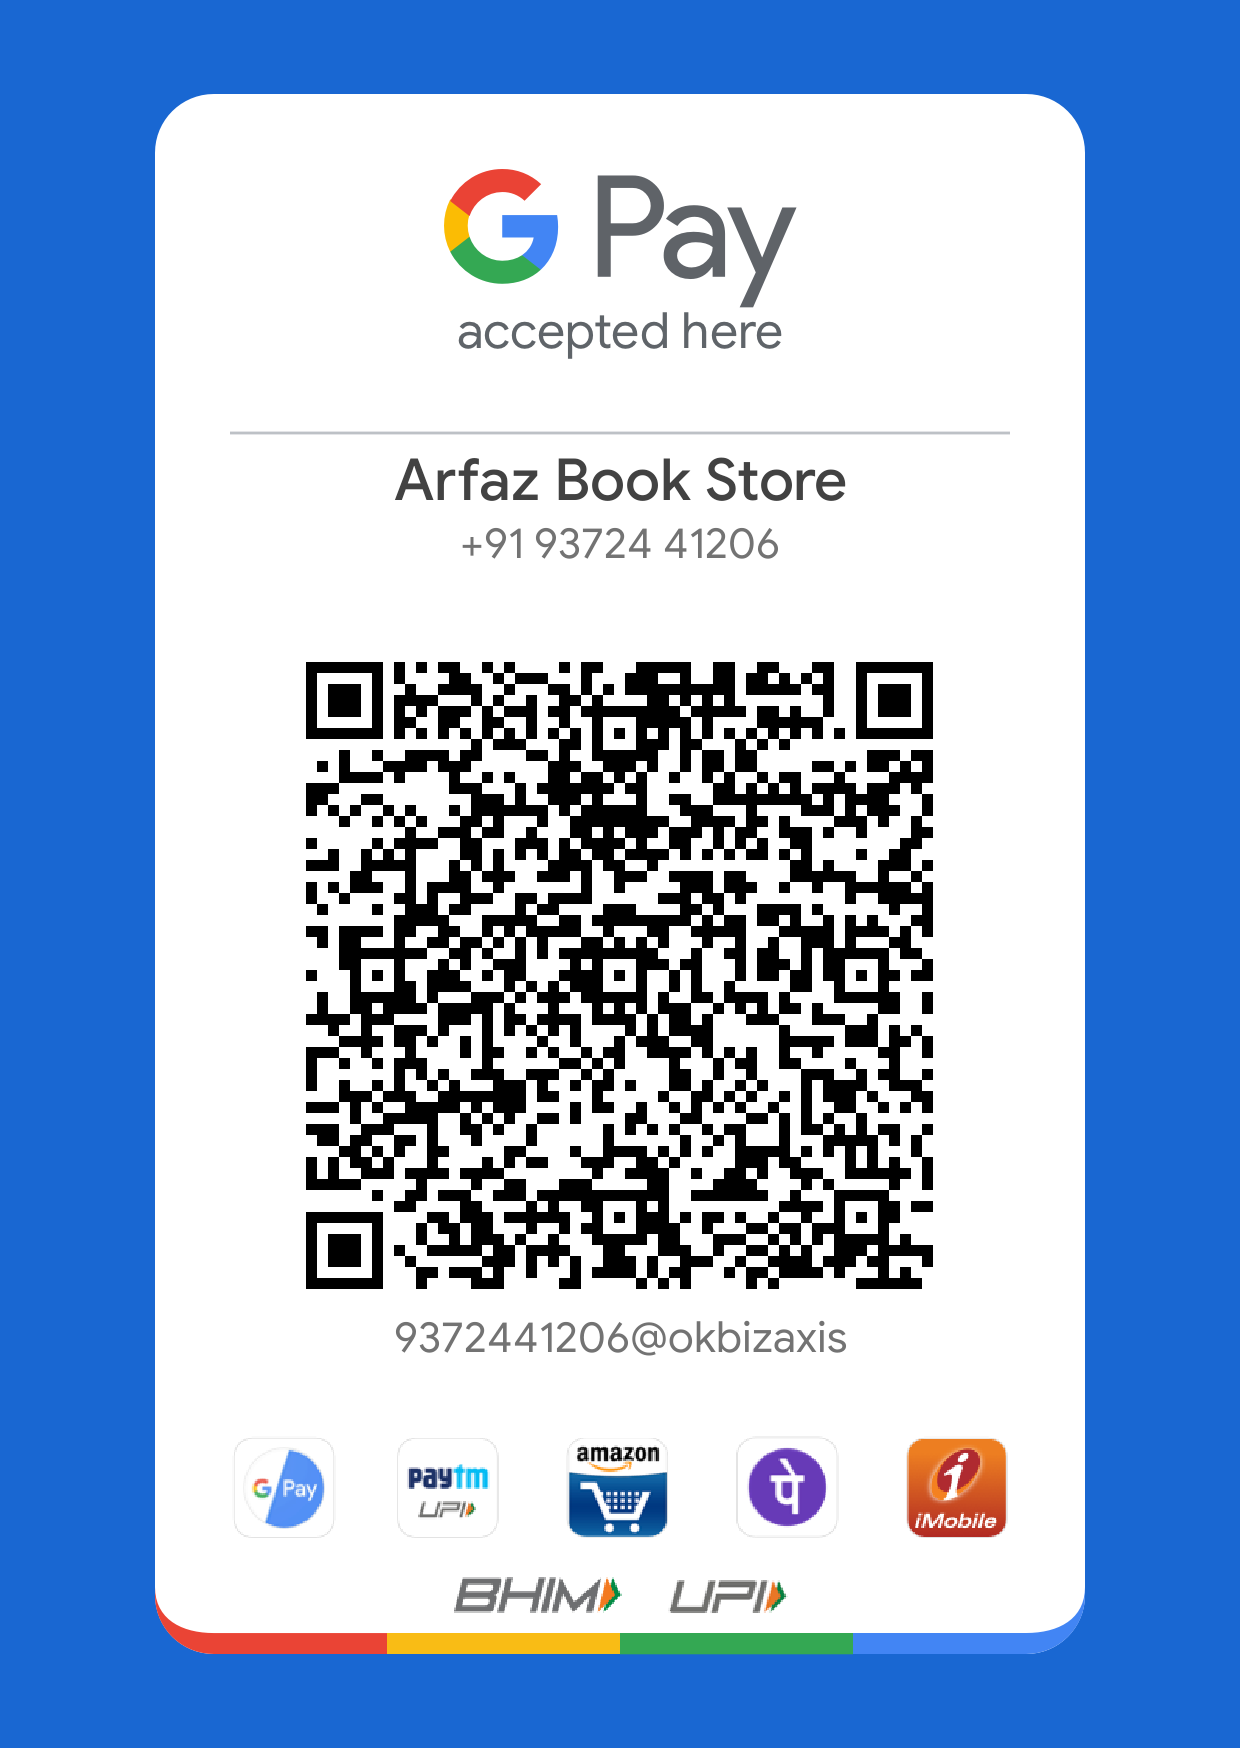 G Pay
accepted here
Arfaz Book Store
+91 93724 41206
9372441206@okbizaxis
G Pay
paytm
UPI
amazon
पे
i
iMobile
BHIM UPI